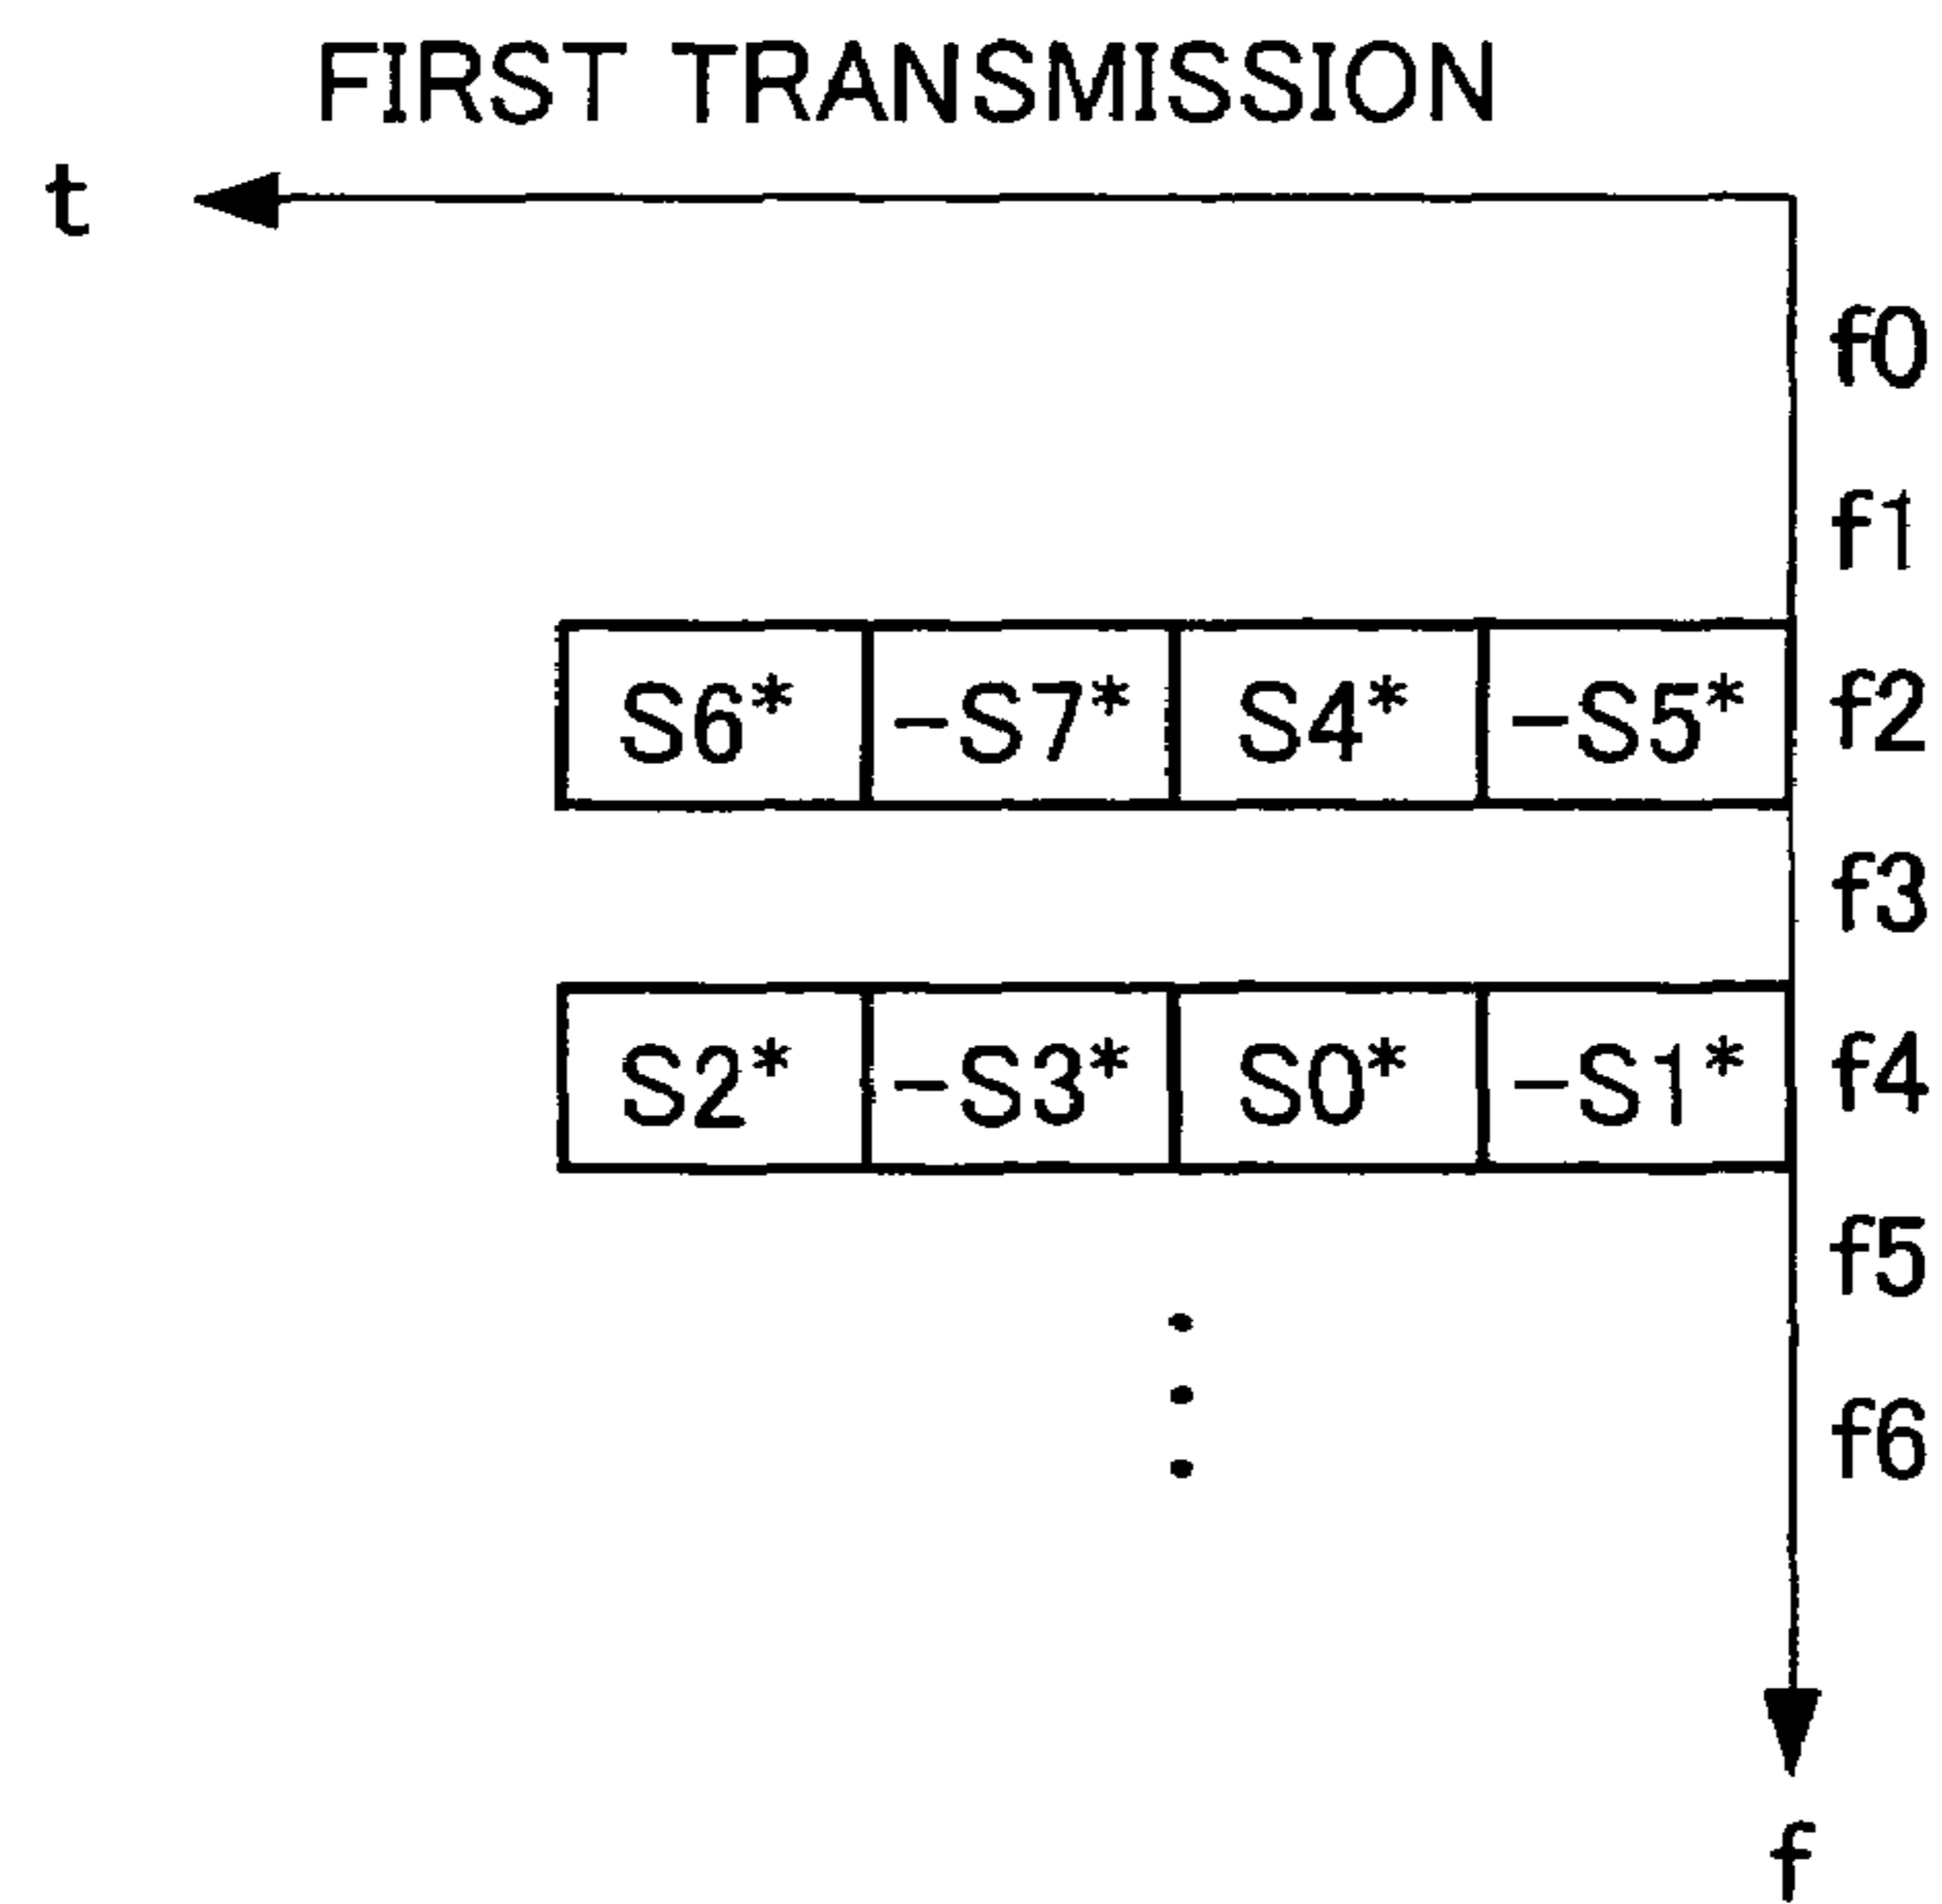 FIRST TRANSMISSION
t
f0
f1
S6* -S7* S4* -S5* f2
f3
S2* -S3* S0* -S1* f4
f5
f6
f